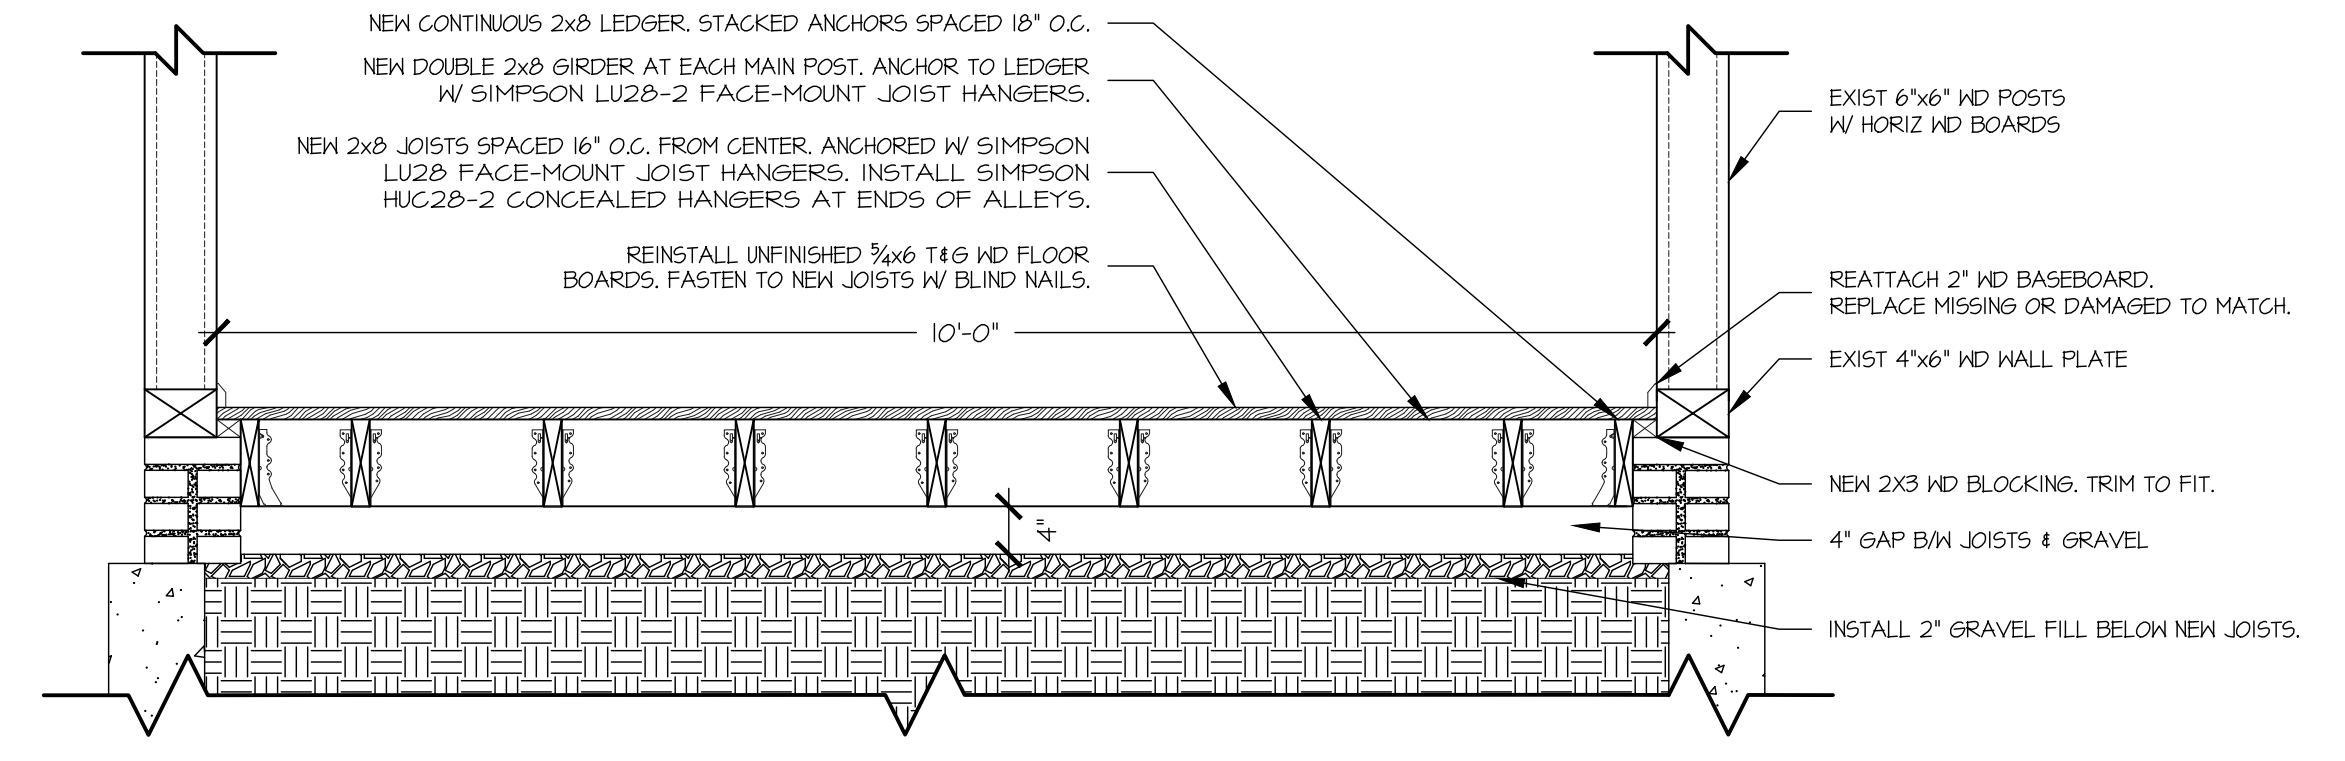 NEW CONTINUOUS 2x8 LEDGER. STACKED ANCHORS SPACED 18" O.C.
NEW DOUBLE 2x8 GIRDER AT EACH MAIN POST. ANCHOR TO LEDGER
W/ SIMPSON LU28-2 FACE-MOUNT JOIST HANGERS.
NEW 2x8 JOISTS SPACED 16" O.C. FROM CENTER. ANCHORED W/ SIMPSON
LU28 FACE-MOUNT JOIST HANGERS. INSTALL SIMPSON
HUC28-2 CONCEALED HANGERS AT ENDS OF ALLEYS.
REINSTALL UNFINISHED 5/4x6 T&G WD FLOOR
BOARDS. FASTEN TO NEW JOISTS W/ BLIND NAILS.
10'-0"
4"
EXIST 6"x6" WD POSTS
W/ HORIZ WD BOARDS
REATTACH 2" WD BASEBOARD.
REPLACE MISSING OR DAMAGED TO MATCH.
EXIST 4"x6" WD WALL PLATE
NEW 2X3 WD BLOCKING. TRIM TO FIT.
4" GAP B/W JOISTS & GRAVEL
INSTALL 2" GRAVEL FILL BELOW NEW JOISTS.